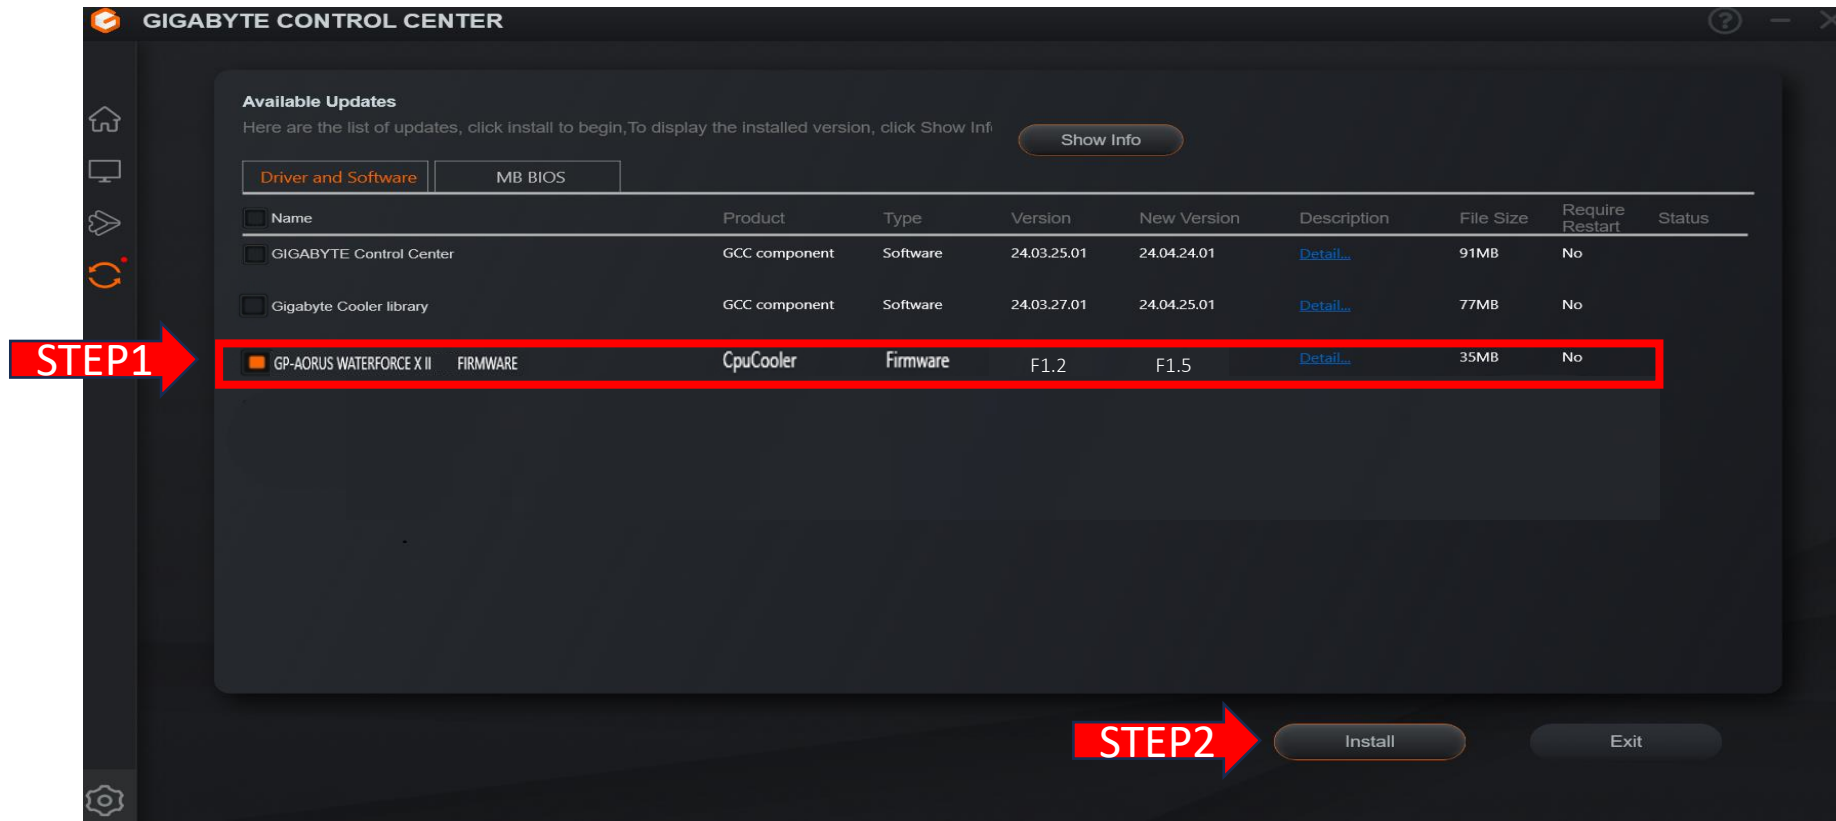 GIGABYTE CONTROL CENTER
Available Updates
Here are the list of updates, click install to begin,To display the installed version, click Show Inf
Show Info
Driver and Software MB BIOS
Name Product Type Version New Version Description File Size Require Restart Status
GIGABYTE Control Center GCC component Software 24.03.25.01 24.04.24.01 Detail... 91MB No
Gigabyte Cooler library GCC component Software 24.03.27.01 24.04.25.01 Detail... 77MB No
STEP1
GP-AORUS WATERFORCE X II FIRMWARE CpuCooler Firmware F1.2 F1.5 Detail... 35MB No
STEP2
Install Exit